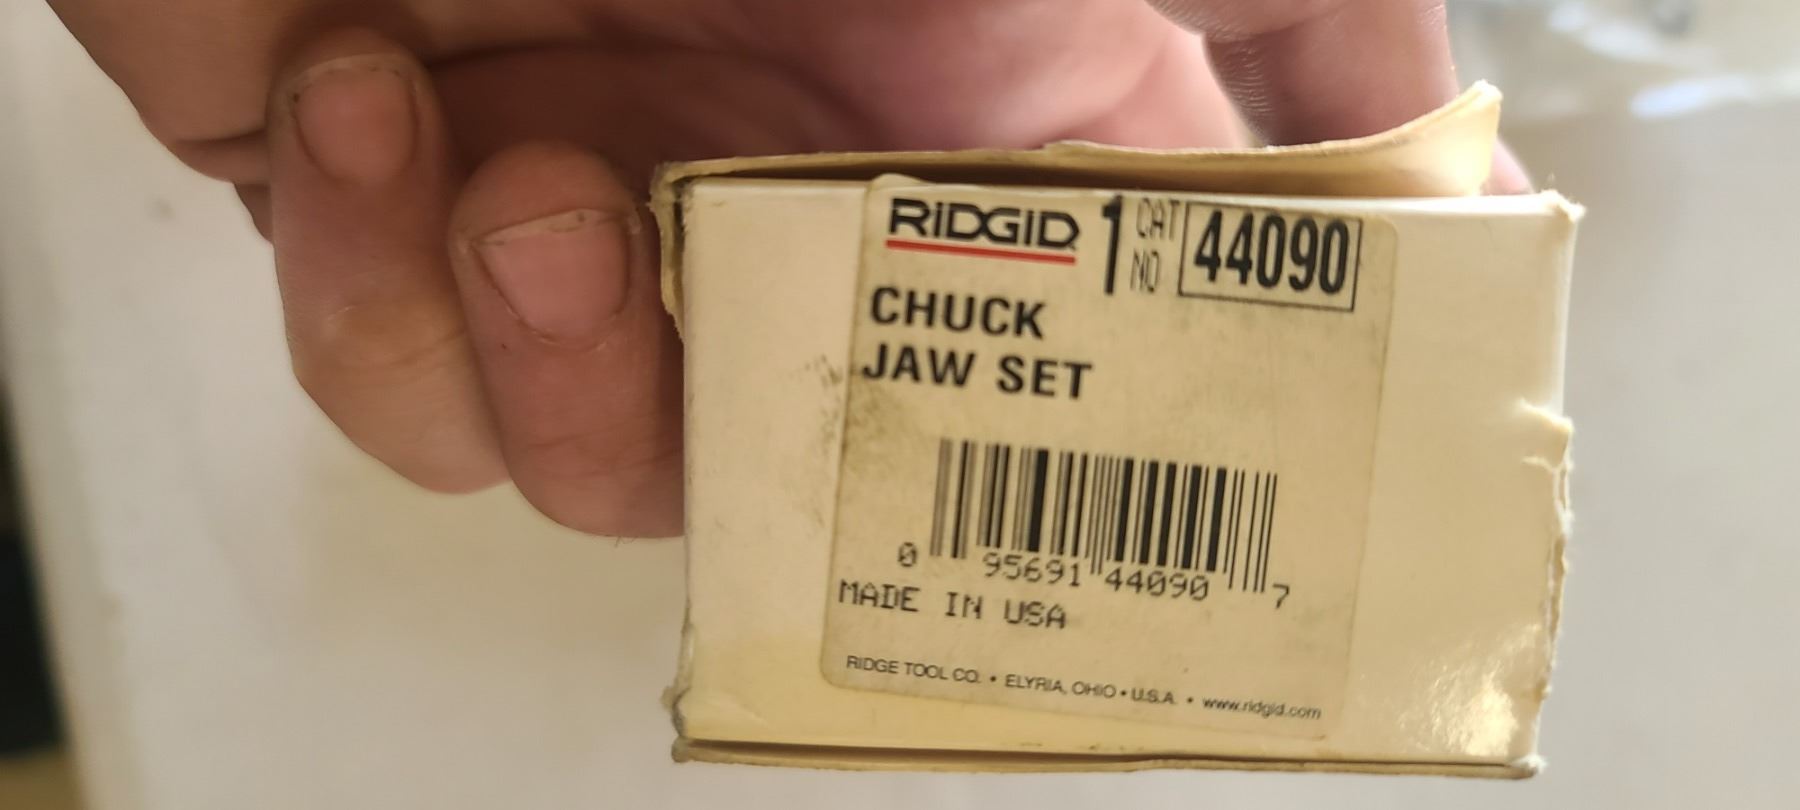 RIDGID 1 CAT NO 44090
CHUCK
JAW SET
0 95691 44090 7
MADE IN USA
RIDGE TOOL CO. • ELYRIA, OHIO • U.S.A. • www.ridgid.com